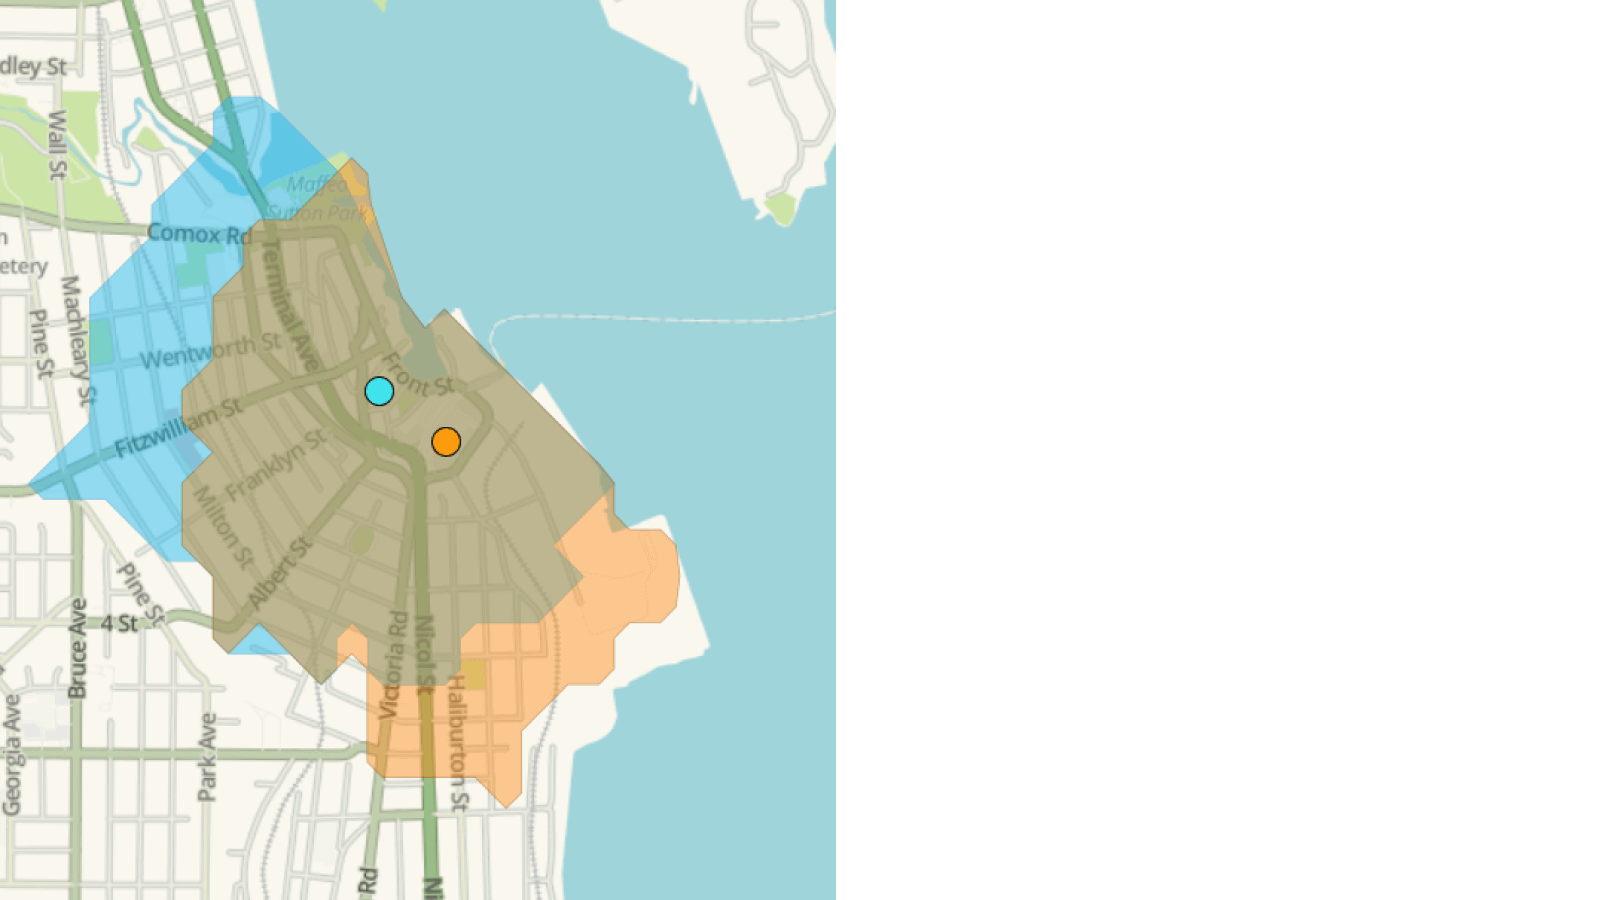 dley St
Wall St
Maffeo
Sutton Park
Comox Rd
n
etery
Terminal Ave
Machleary St
Pine St
Wentworth St
Front St
Fitzwilliam St
Franklyn St
Milton St
Albert St
Pine St
4 St
Bruce Ave
Victoria Rd
Nicol St
Haliburton St
Georgia Ave
Park Ave
Rd
Ni